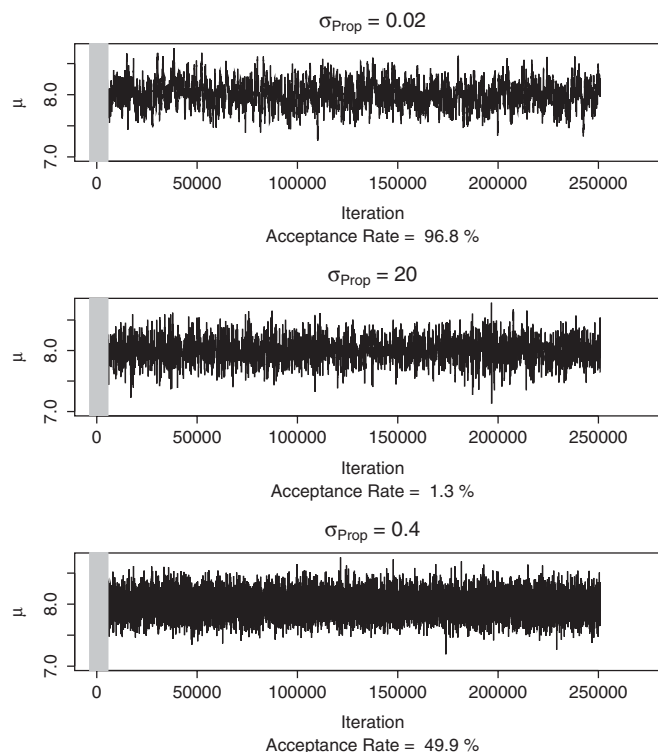 σProp = 0.02
μ
8.0
7.0
0 50000 100000 150000 200000 250000
Iteration
Acceptance Rate = 96.8 %
σProp = 20
μ
8.0
7.0
0 50000 100000 150000 200000 250000
Iteration
Acceptance Rate = 1.3 %
σProp = 0.4
μ
8.0
7.0
0 50000 100000 150000 200000 250000
Iteration
Acceptance Rate = 49.9 %